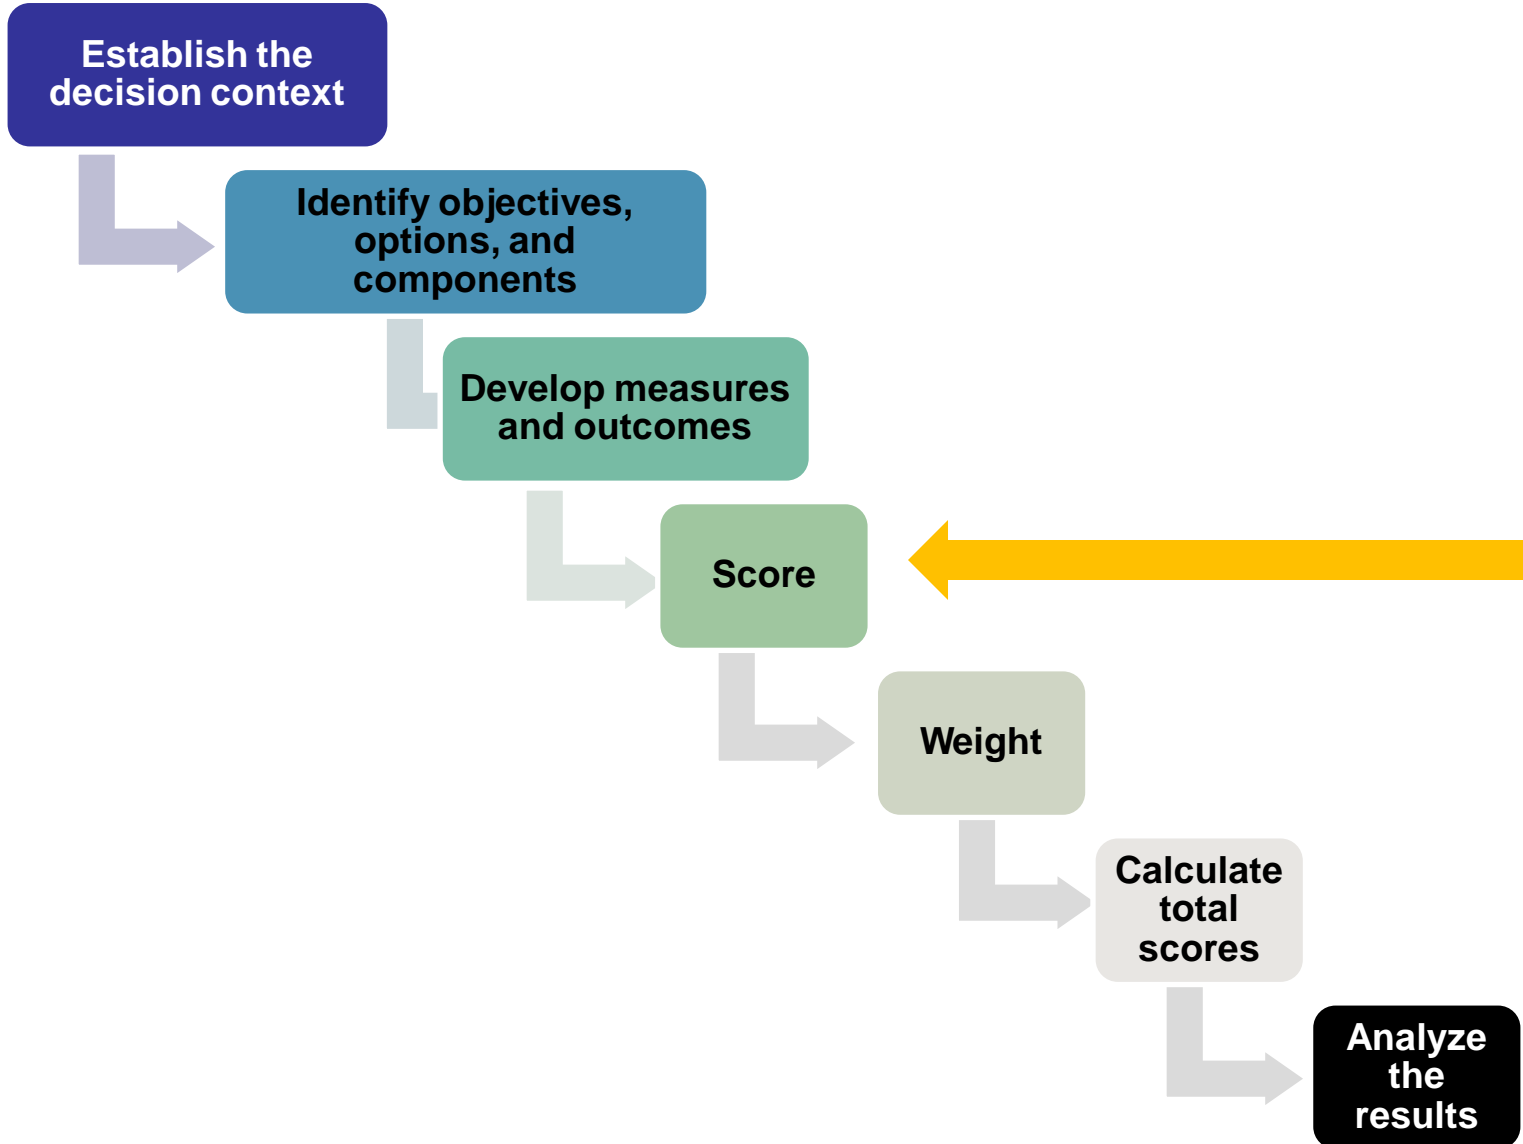 Establish the
decision context
Identify objectives,
options, and
components
Develop measures
and outcomes
Score
Weight
Calculate
total
scores
Analyze
the
results